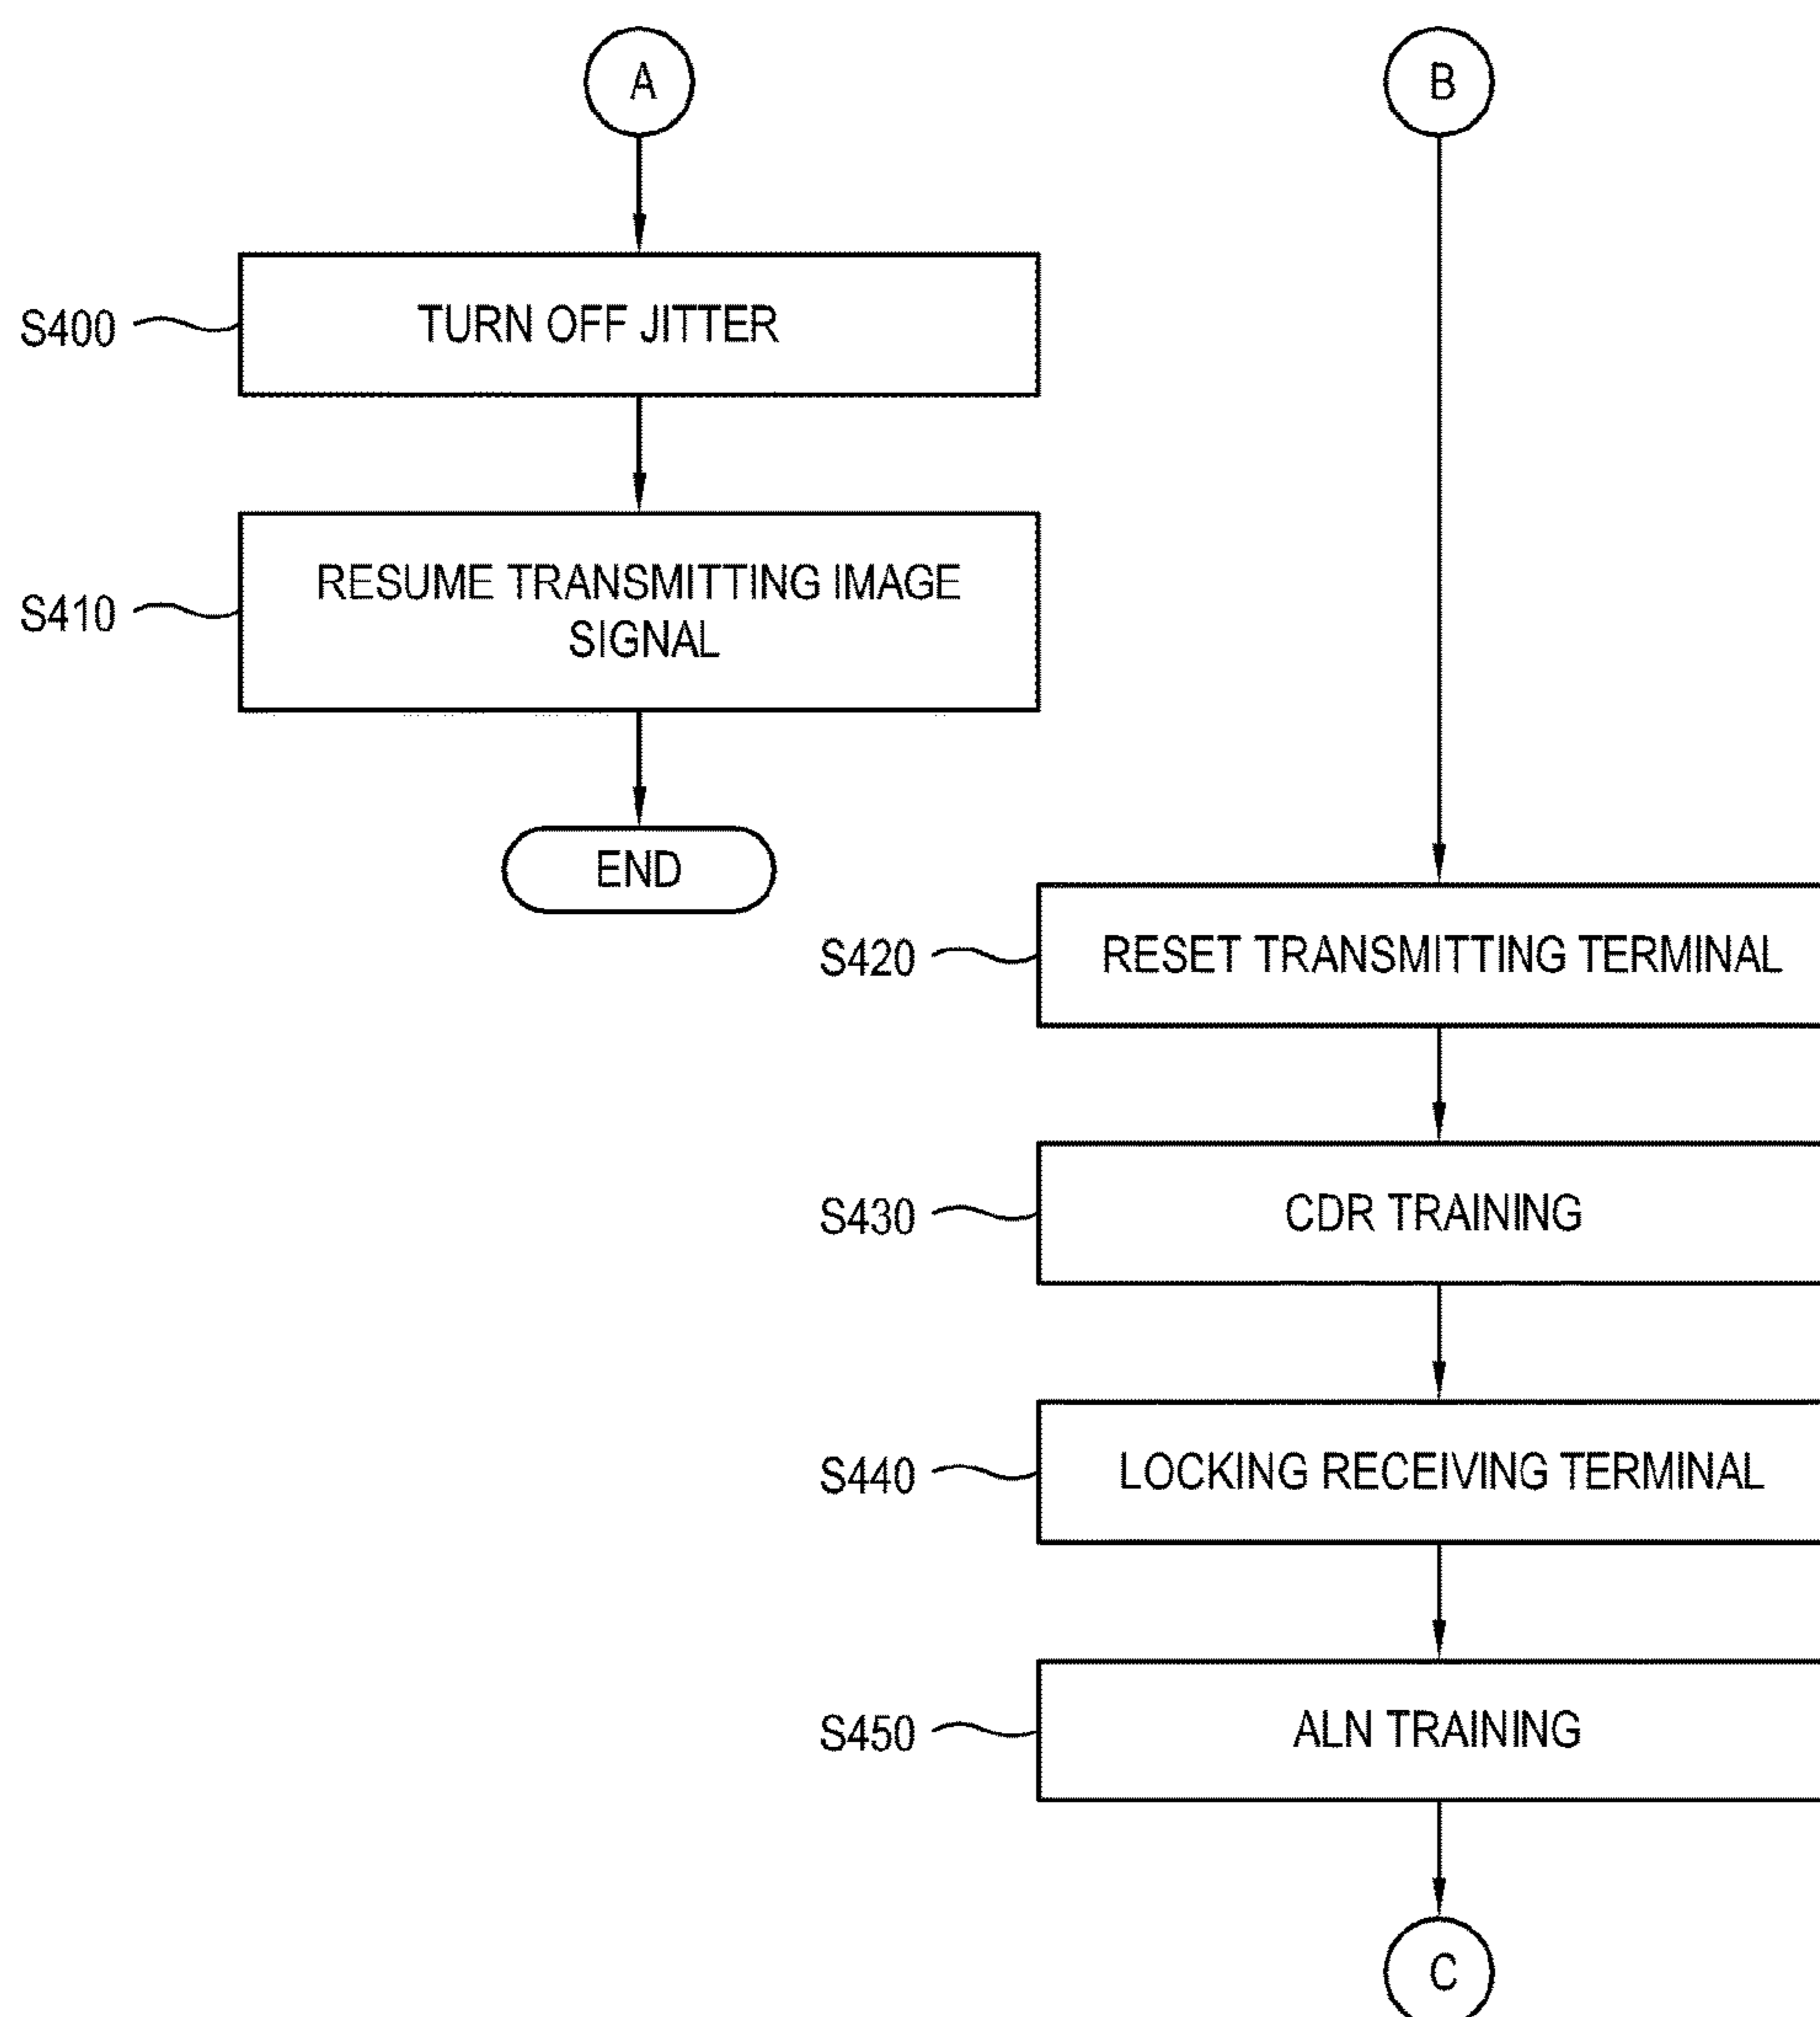 A
B
S400
TURN OFF JITTER
S410
RESUME TRANSMITTING IMAGE
SIGNAL
END
S420
RESET TRANSMITTING TERMINAL
S430
CDR TRAINING
S440
LOCKING RECEIVING TERMINAL
S450
ALN TRAINING
C